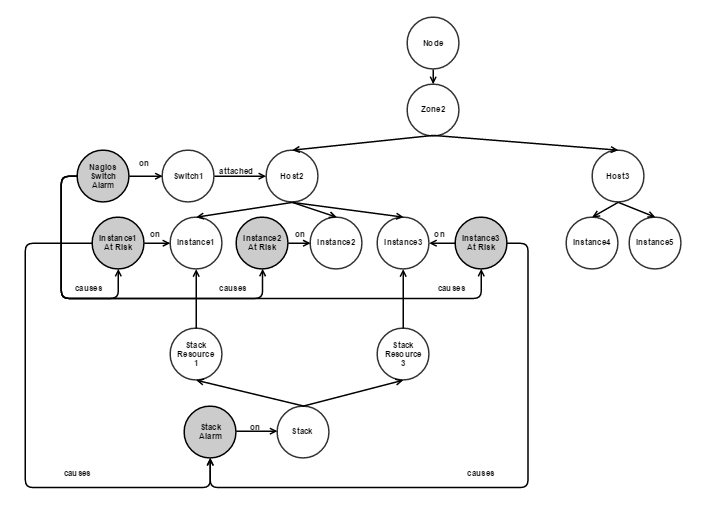 Node
Zone2
Nagios
Switch
Alarm
on
Switch1
attached
Host2
Host3
Instance1
At Risk
on
Instance1
Instance2
At Risk
on
Instance2
Instance3
on
Instance3
At Risk
Instance4
Instance5
causes
causes
causes
Stack
Resource
1
Stack
Resource
3
Stack
Alarm
on
Stack
causes
causes